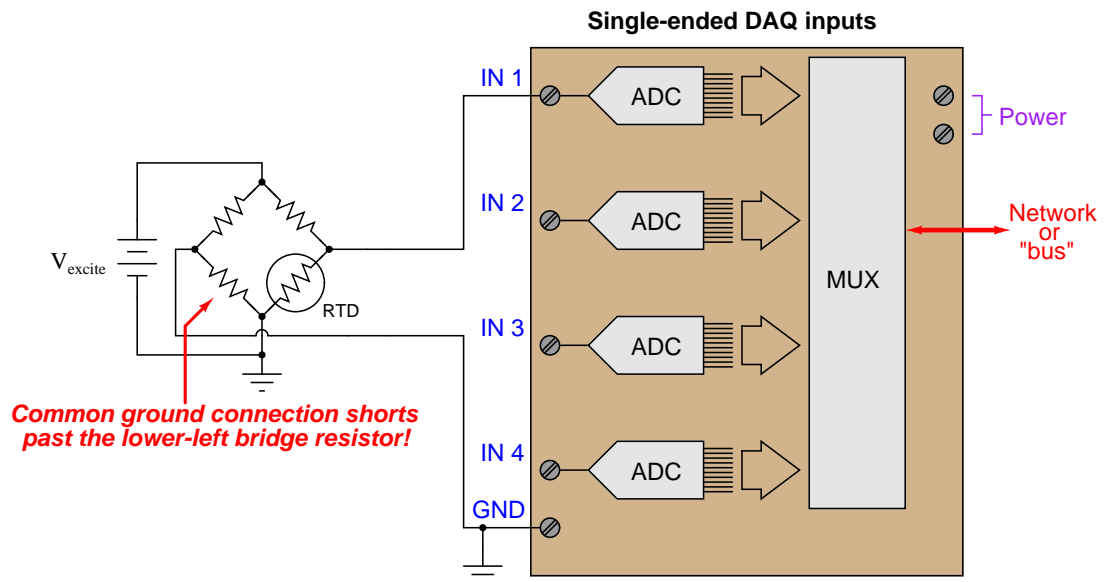 Single-ended DAQ inputs
IN 1
ADC
Power
IN 2
ADC
Network
or
"bus"
V excite
MUX
RTD
IN 3
ADC
Common ground connection shorts
past the lower-left bridge resistor!
IN 4
ADC
GND